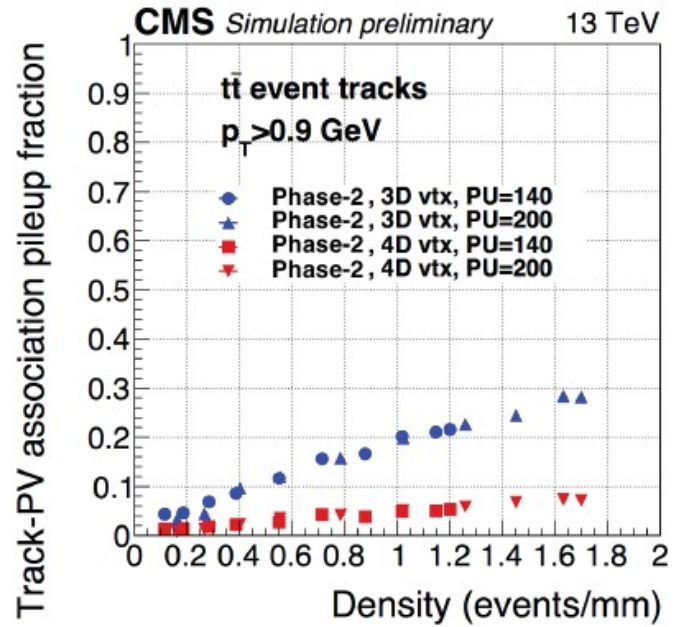 CMS Simulation preliminary 13 TeV
Track-PV association pileup fraction
1
0.9
0.8
0.7
0.6
0.5
0.4
0.3
0.2
0.1
0
tt̄ event tracks
pT>0.9 GeV
Phase-2 , 3D vtx, PU=140
Phase-2 , 3D vtx, PU=200
Phase-2 , 4D vtx, PU=140
Phase-2 , 4D vtx, PU=200
0 0.2 0.4 0.6 0.8 1 1.2 1.4 1.6 1.8 2
Density (events/mm)